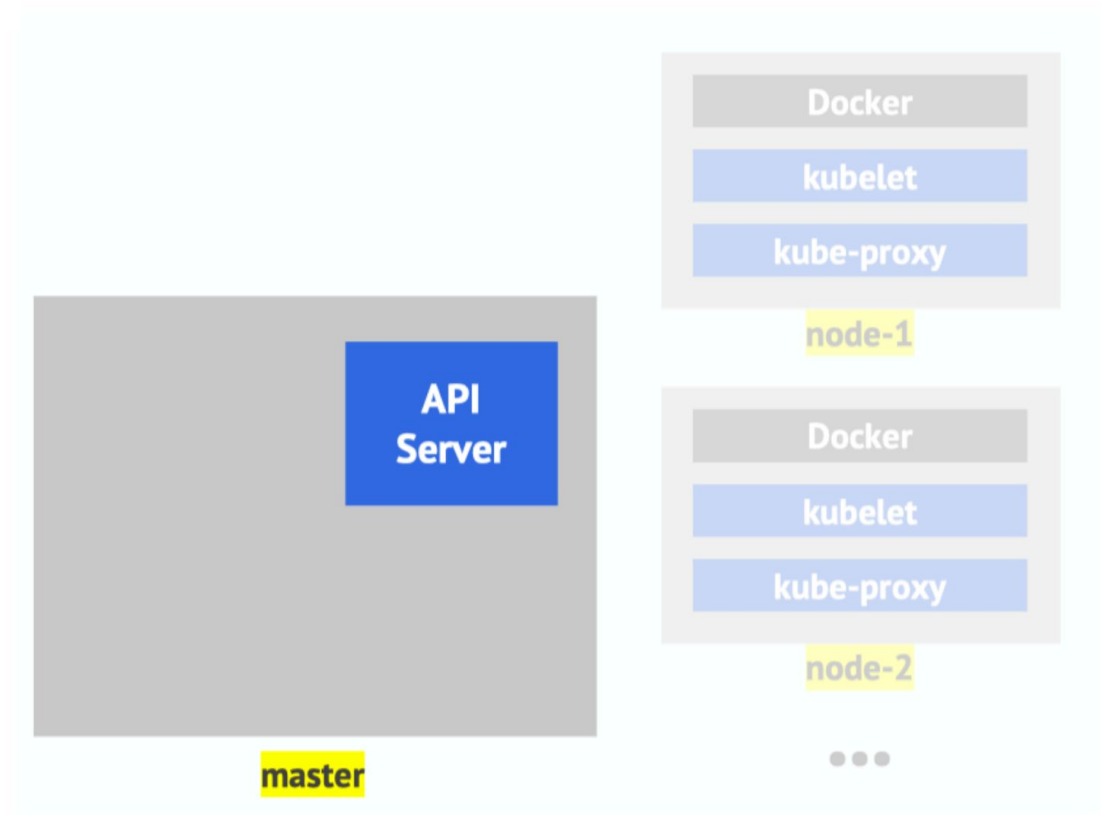 API
Server
master
Docker
kubelet
kube-proxy
node-1
Docker
kubelet
kube-proxy
node-2